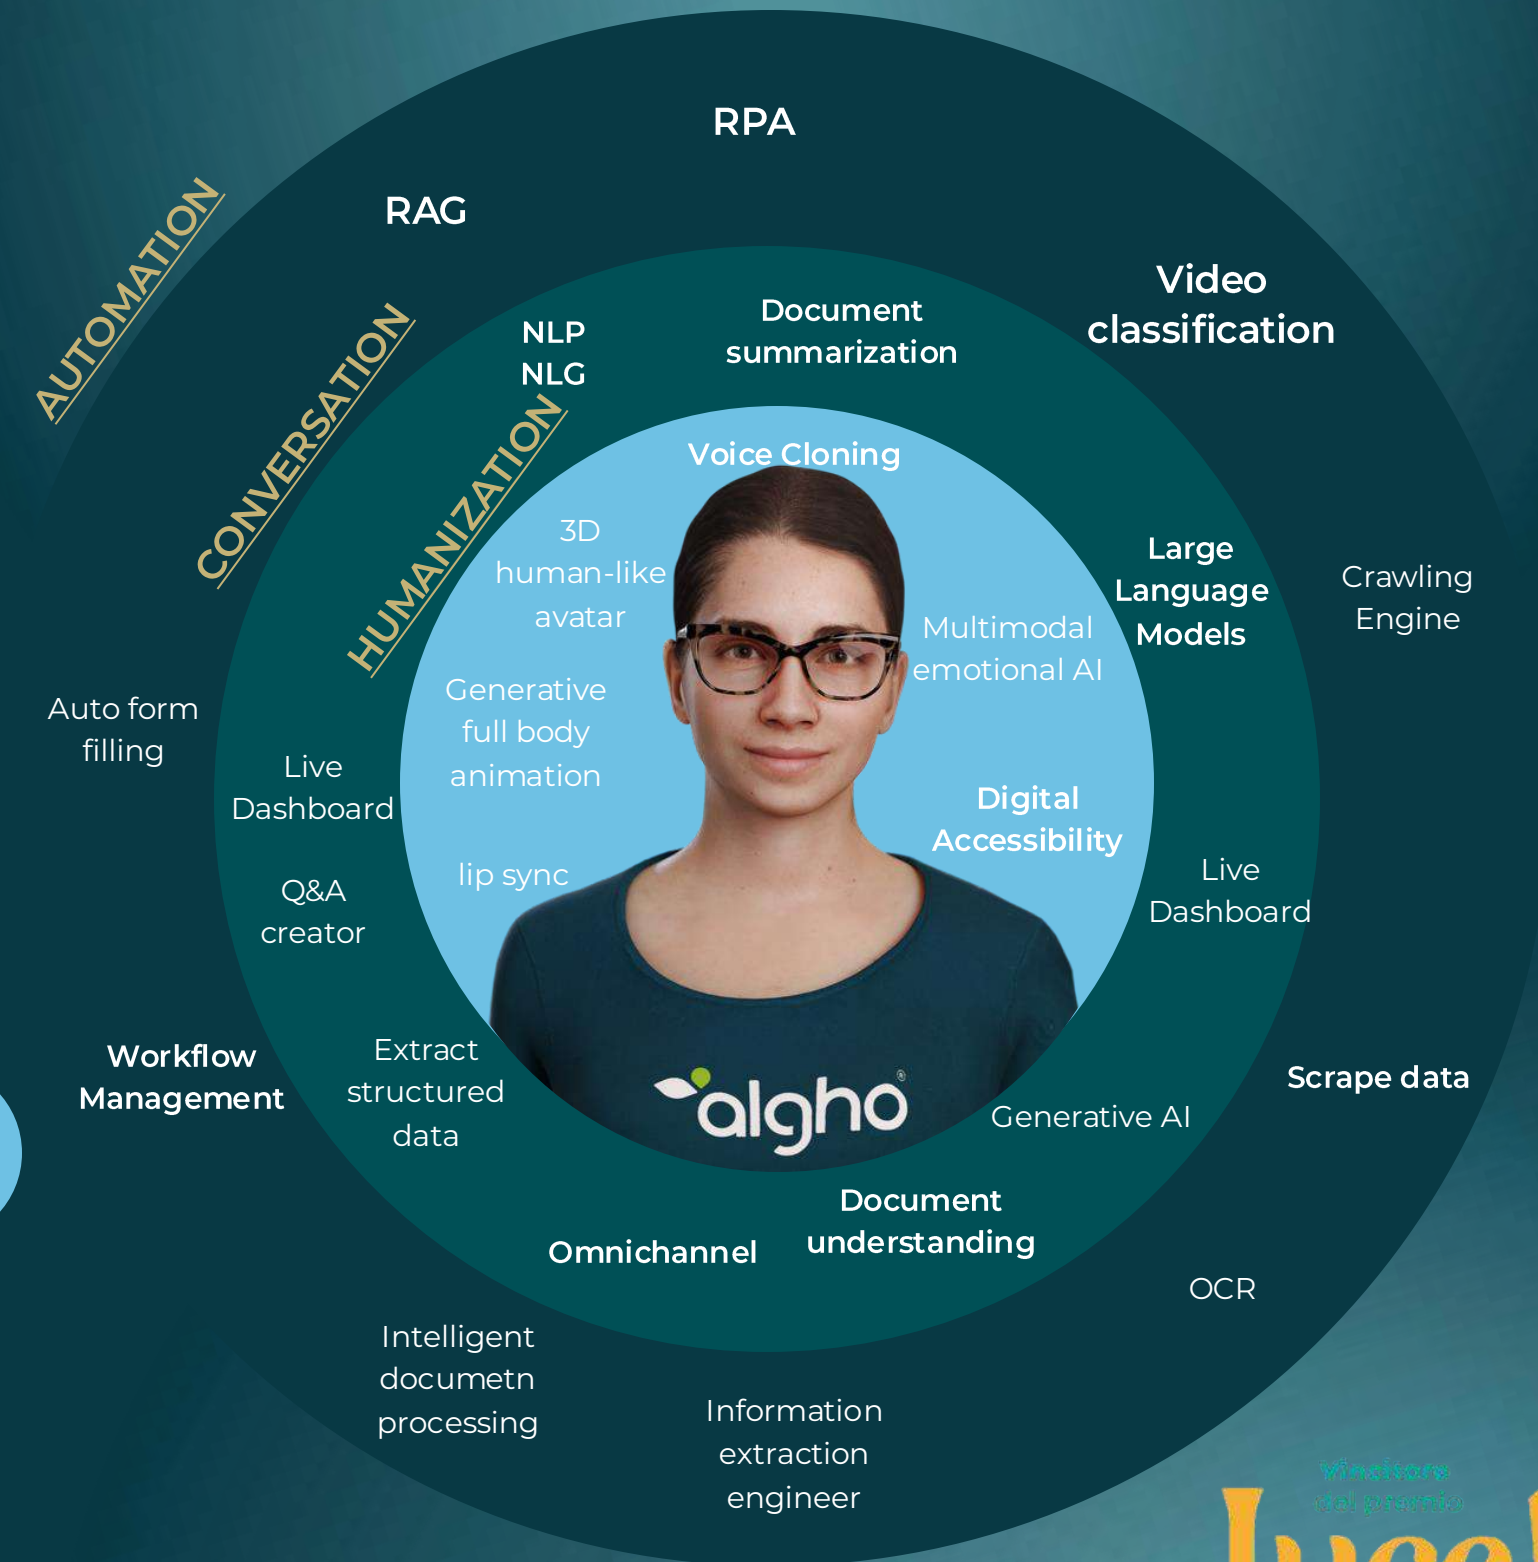 RPA
RAG
AUTOMATION
Video
classification
Document
summarization
NLP
NLG
CONVERSATION
HUMANIZATION
Voice Cloning
3D
human-like
avatar
Large
Language
Models
Crawling
Engine
Multimodal
emotional AI
Generative
full body
animation
Auto form
filling
Live
Dashboard
Digital
Accessibility
lip sync
Live
Dashboard
Q&A
creator
Workflow
Management
Extract
structured
data
Scrape data
algho®
Generative AI
Document
understanding
Omnichannel
OCR
Intelligent
documetn
processing
Information
extraction
engineer
Vincitore
del premio